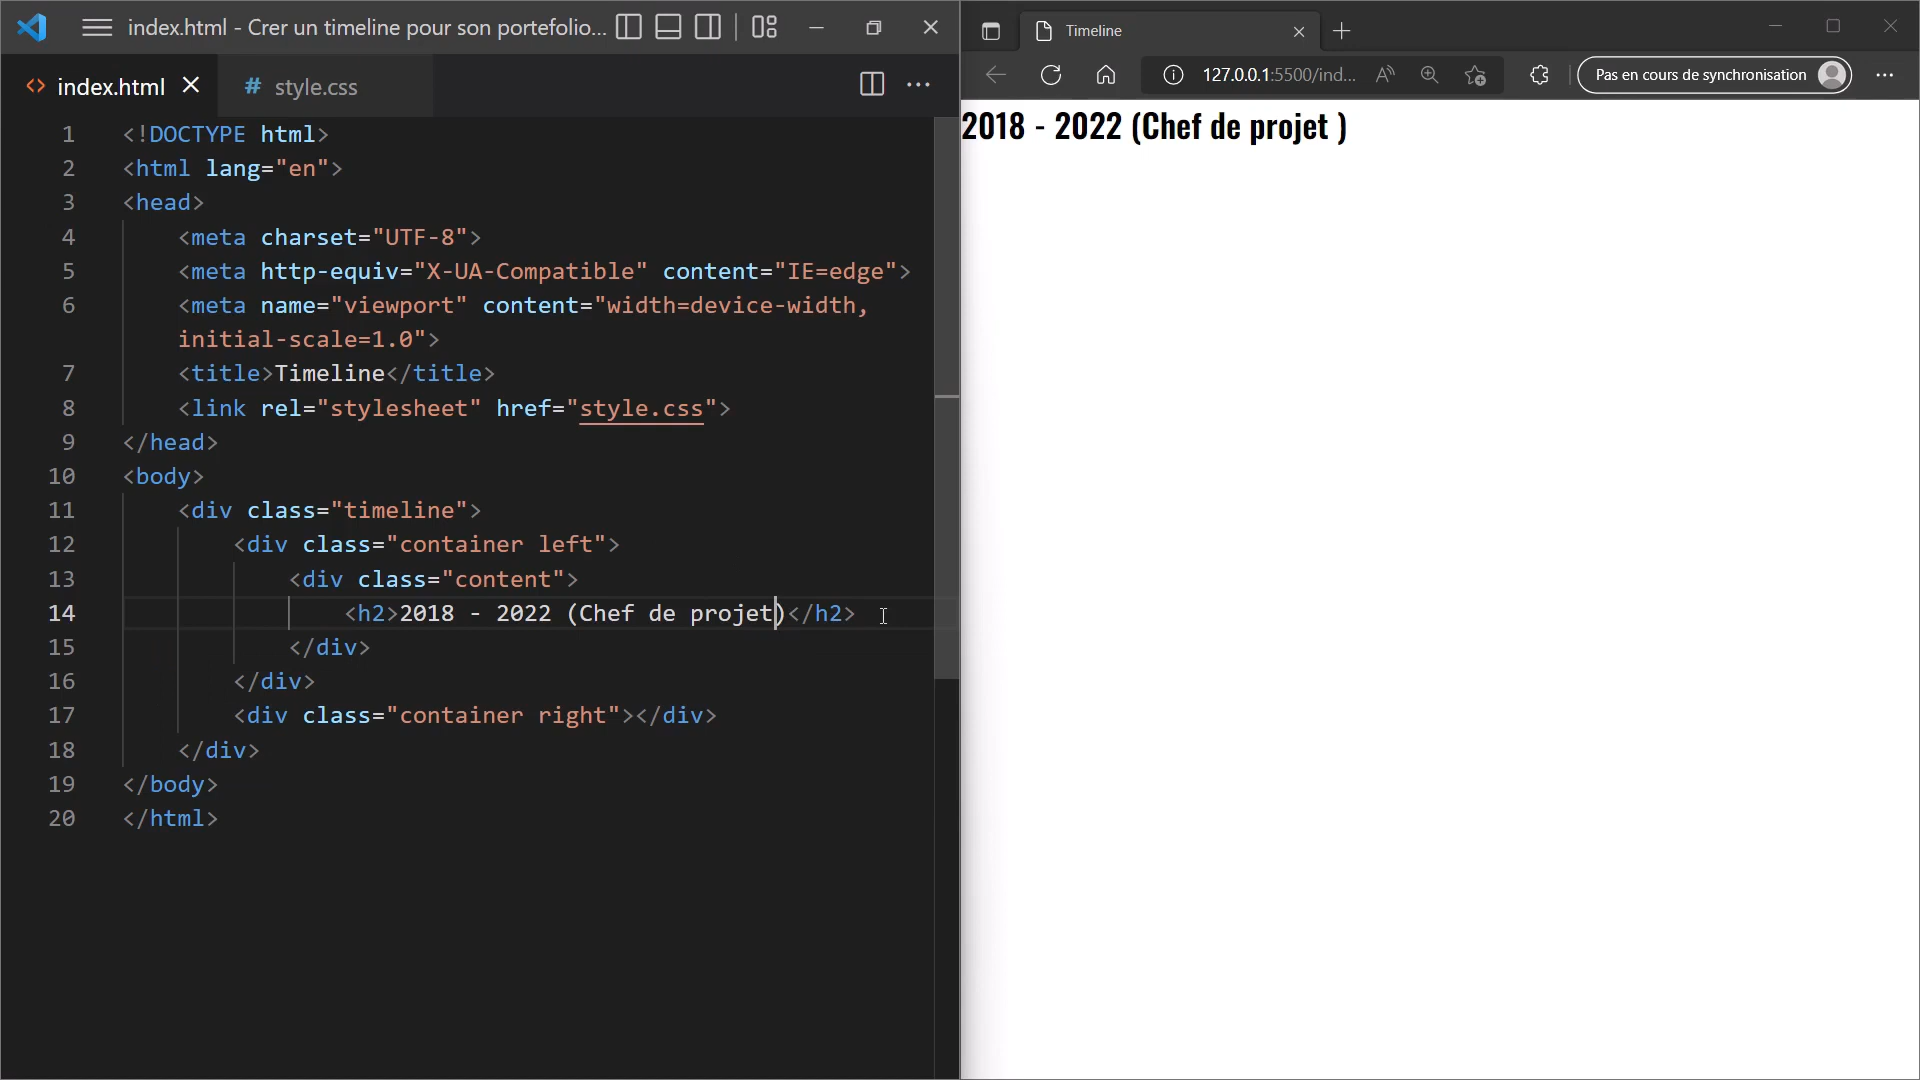 index.html - Crer un timeline pour son portefolio...
index.html
# style.css
1 <!DOCTYPE html>
2 <html lang="en">
3 <head>
4 <meta charset="UTF-8">
5 <meta http-equiv="X-UA-Compatible" content="IE=edge">
6 <meta name="viewport" content="width=device-width,
initial-scale=1.0">
7 <title>Timeline</title>
8 <link rel="stylesheet" href="style.css">
9 </head>
10 <body>
11 <div class="timeline">
12 <div class="container left">
13 <div class="content">
14 <h2>2018 - 2022 (Chef de projet)</h2>
15 </div>
16 </div>
17 <div class="container right"></div>
18 </div>
19 </body>
20 </html>
Timeline
127.0.0.1:5500/ind...
Pas en cours de synchronisation
2018 - 2022 (Chef de projet )